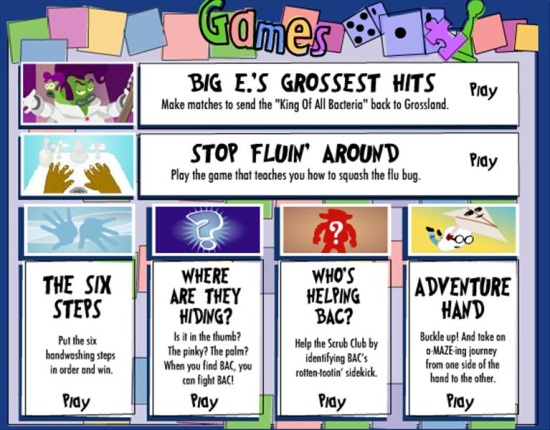 Games
BIG E.'S GROSSEST HITS
Make matches to send the "King Of All Bacteria" back to Grossland.
Play
STOP FLUIN' AROUND
Play the game that teaches you how to squash the flu bug.
Play
THE SIX
STEPS
Put the six
handwashing steps
in order and win.
Play
?
WHERE
ARE THEY
HIDING?
Is it in the thumb?
The pinky? The palm?
When you find BAC, you
can fight BAC!
Play
?
WHO'S
HELPING
BAC?
Help the Scrub Club by
identifying BAC's
rotten-tootin' sidekick.
Play
ADVENTURE
HAND
Buckle up! And take an
a-MAZE-ing journey
from one side of the
hand to the other.
Play